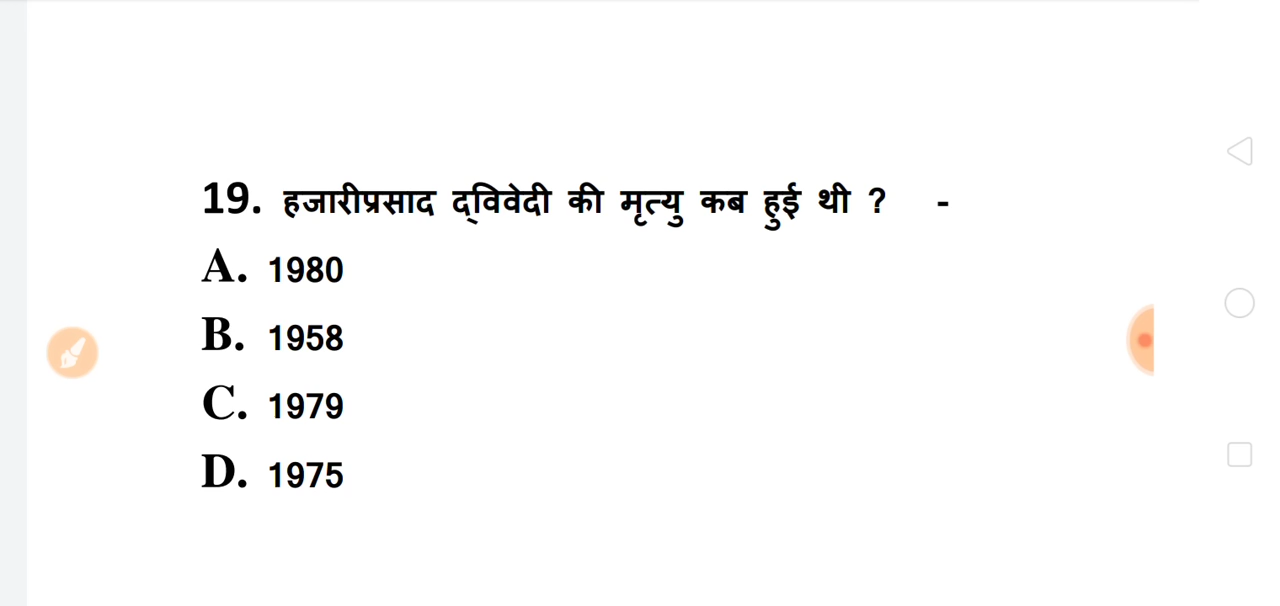 19. हजारीप्रसाद द्विवेदी की मृत्यु कब हुई थी ? -
A. 1980
B. 1958
C. 1979
D. 1975